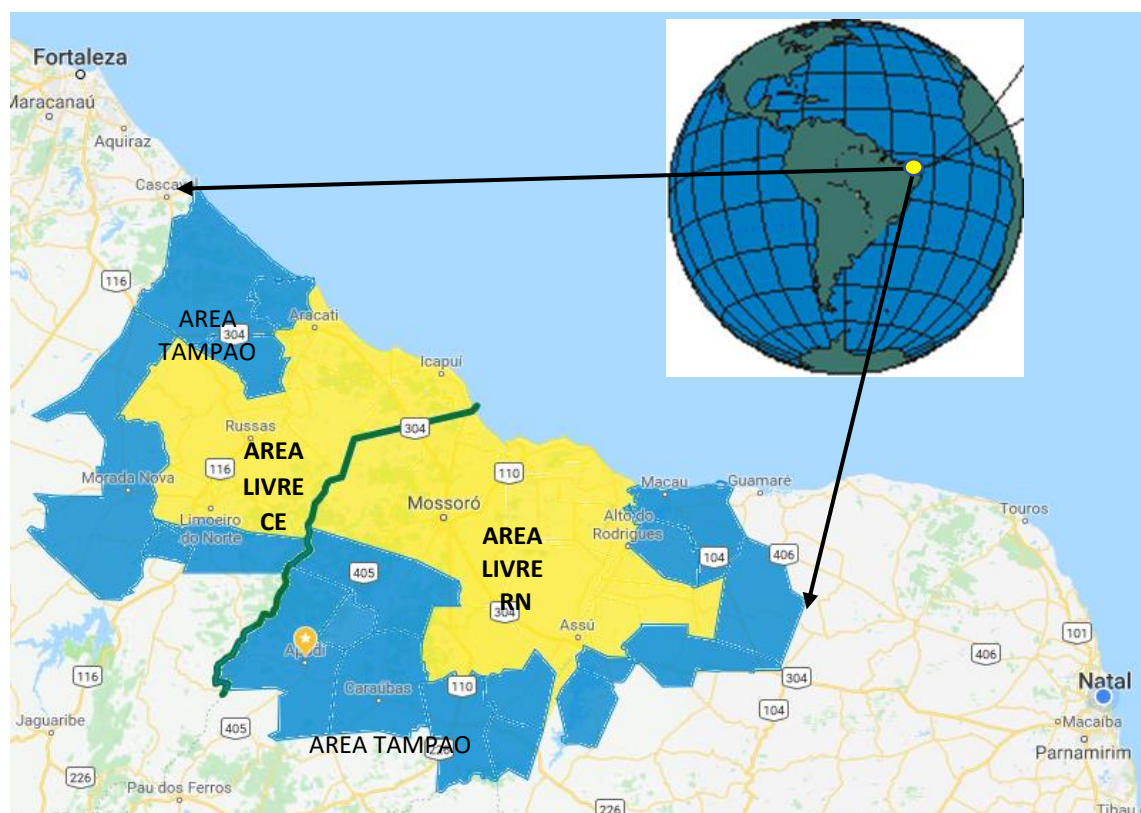 Fortaleza
Maracanaú
Aquiraz
Cascavel
116
AREA
304
TAMPAO
Aracati
Icapuí
Russas
304
AREA
LIVRE
CE
116
110
Morada Nova
Mossoró
Macau
Guamaré
Limoeiro
do Norte
Alto do
Rodrigues
Touros
AREA
LIVRE
RN
104
406
405
304
Assú
Apodi
101
406
116
Caraúbas
110
304
Natal
104
Jaguaribe
405
AREA TAMPAO
226
Macaíba
Parnamirim
226
Pau dos Ferros
226
Tibau